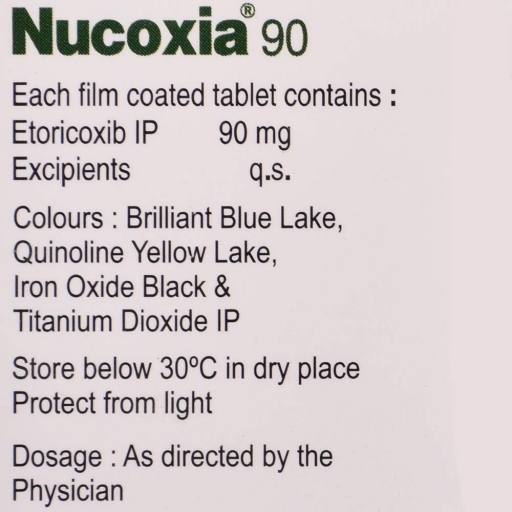 Nucoxia® 90
Each film coated tablet contains :
Etoricoxib IP 90 mg
Excipients q.s.
Colours : Brilliant Blue Lake,
Quinoline Yellow Lake,
Iron Oxide Black &
Titanium Dioxide IP
Store below 30ºC in dry place
Protect from light
Dosage : As directed by the
Physician